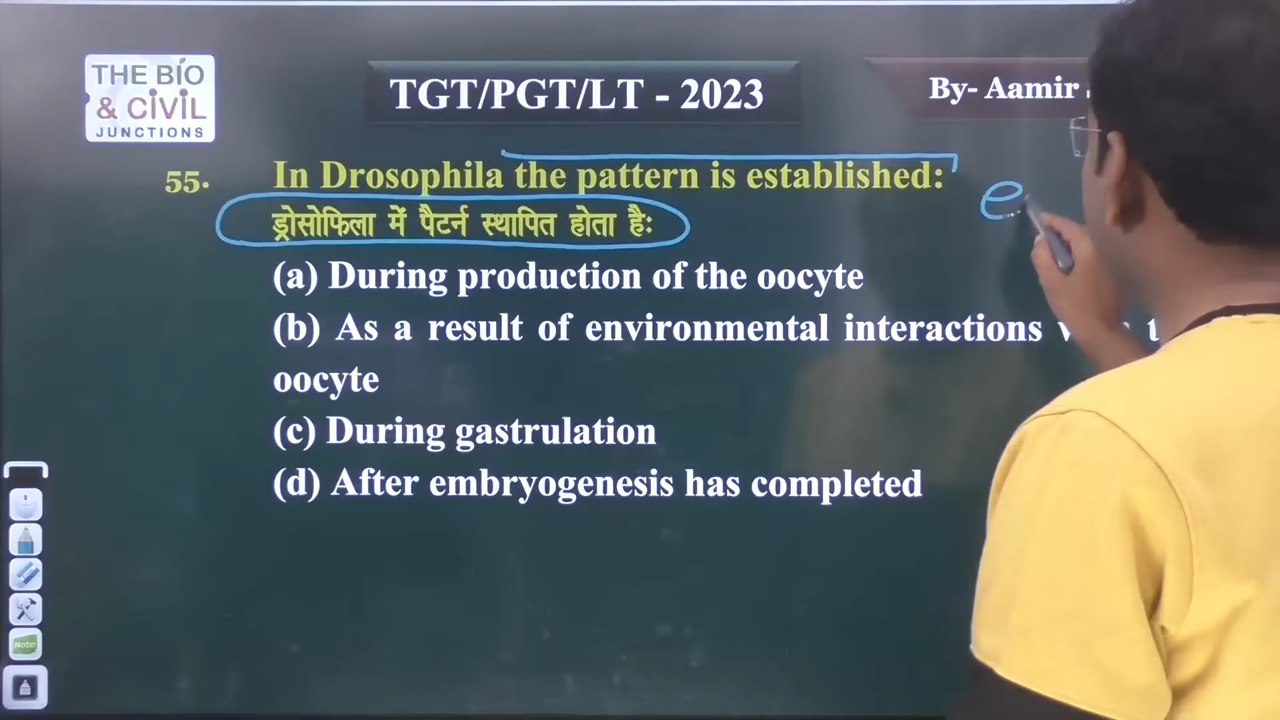 THE BIO
& CIVIL
JUNCTIONS
TGT/PGT/LT - 2023
By- Aamir
55. In Drosophila the pattern is established:
e
ड्रोसोफिला में पैटर्न स्थापित होता हैः
(a) During production of the oocyte
(b) As a result of environmental interactions
oocyte
(c) During gastrulation
(d) After embryogenesis has completed
Note